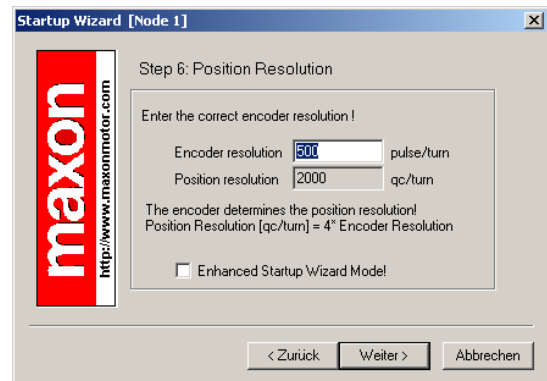 Startup Wizard [Node 1]
maxon
http://www.maxonmotor.com
Step 6: Position Resolution
Enter the correct encoder resolution !
Encoder resolution 500 pulse/turn
Position resolution 2000 qc/turn
The encoder determines the position resolution!
Position Resolution [qc/turn] = 4* Encoder Resolution
Enhanced Startup Wizard Mode!
< Zurück Weiter > Abbrechen